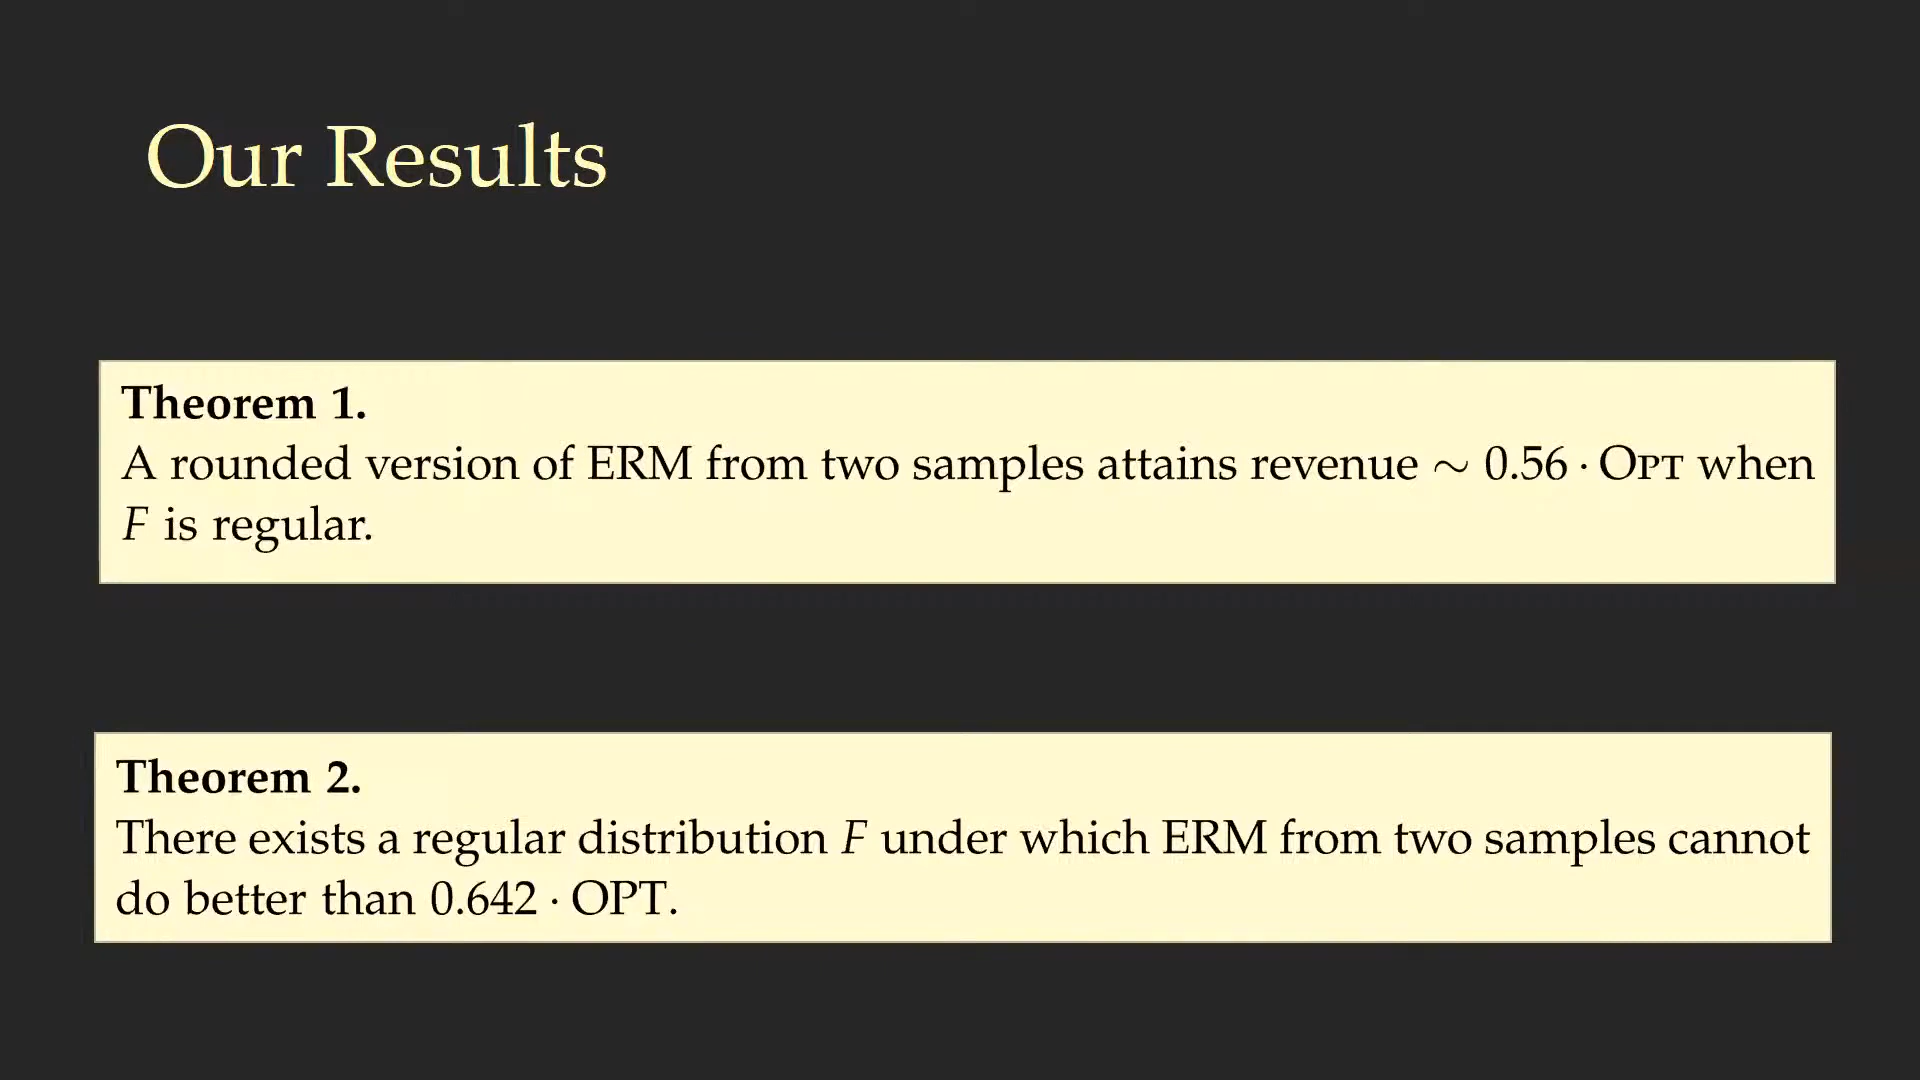 Our Results
Theorem 1.
A rounded version of ERM from two samples attains revenue ∼ 0.56 · OPT when
F is regular.
Theorem 2.
There exists a regular distribution F under which ERM from two samples cannot
do better than 0.642 · OPT.